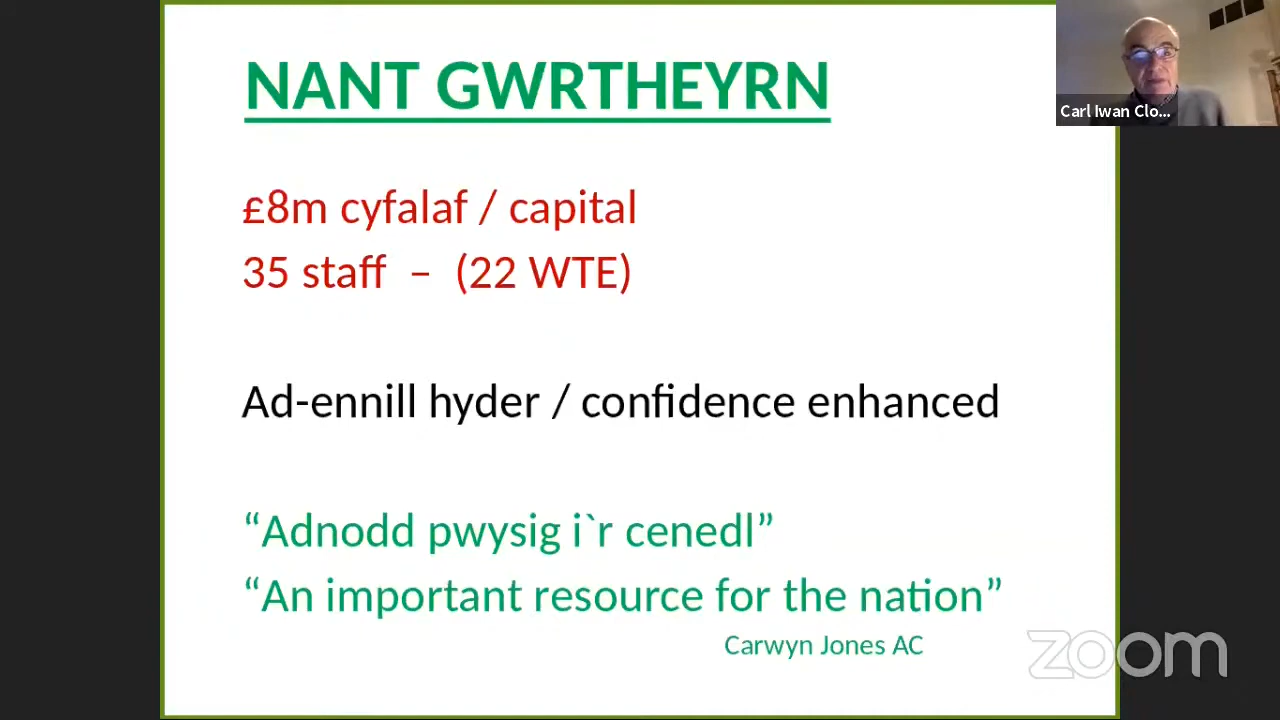 NANT GWRTHEYRN
Carl Iwan Clo...
£8m cyfalaf / capital
35 staff – (22 WTE)
Ad-ennill hyder / confidence enhanced
“Adnodd pwysig i`r cenedl”
“An important resource for the nation”
Carwyn Jones AC
zoom